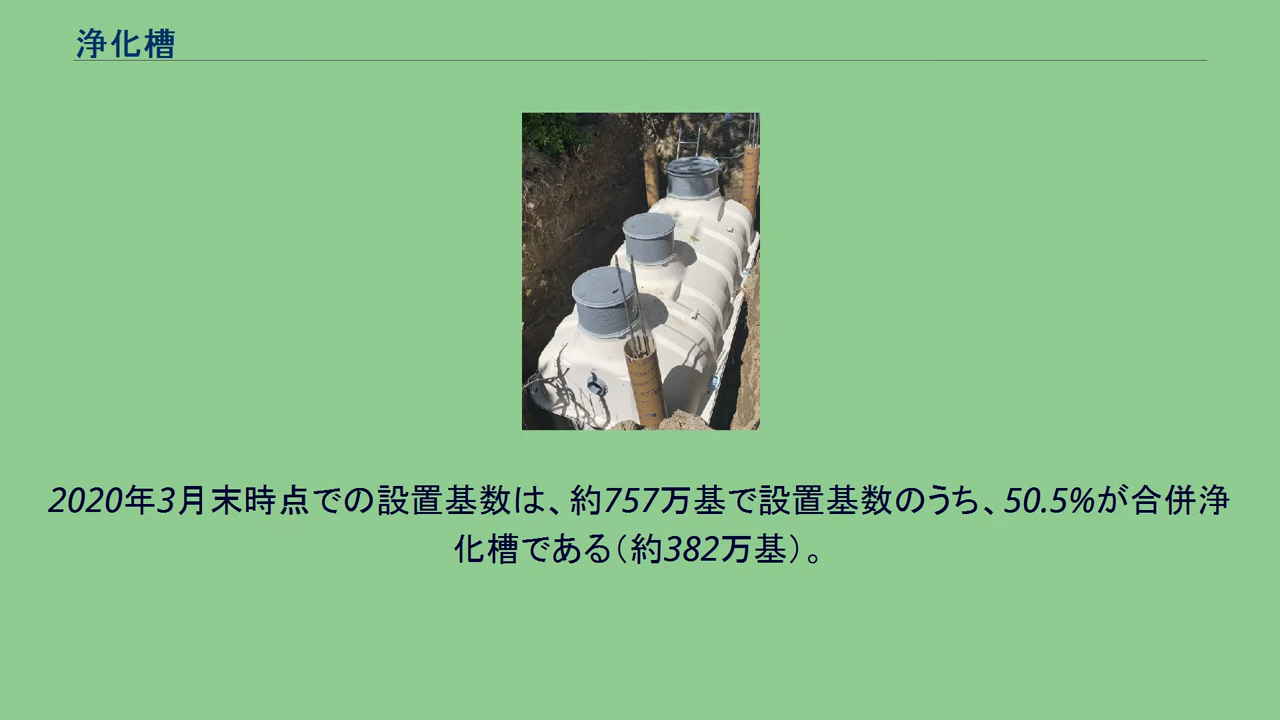 浄化槽
2020年3月末時点での設置基数は、約757万基で設置基数のうち、50.5%が合併浄
化槽である（約382万基）。